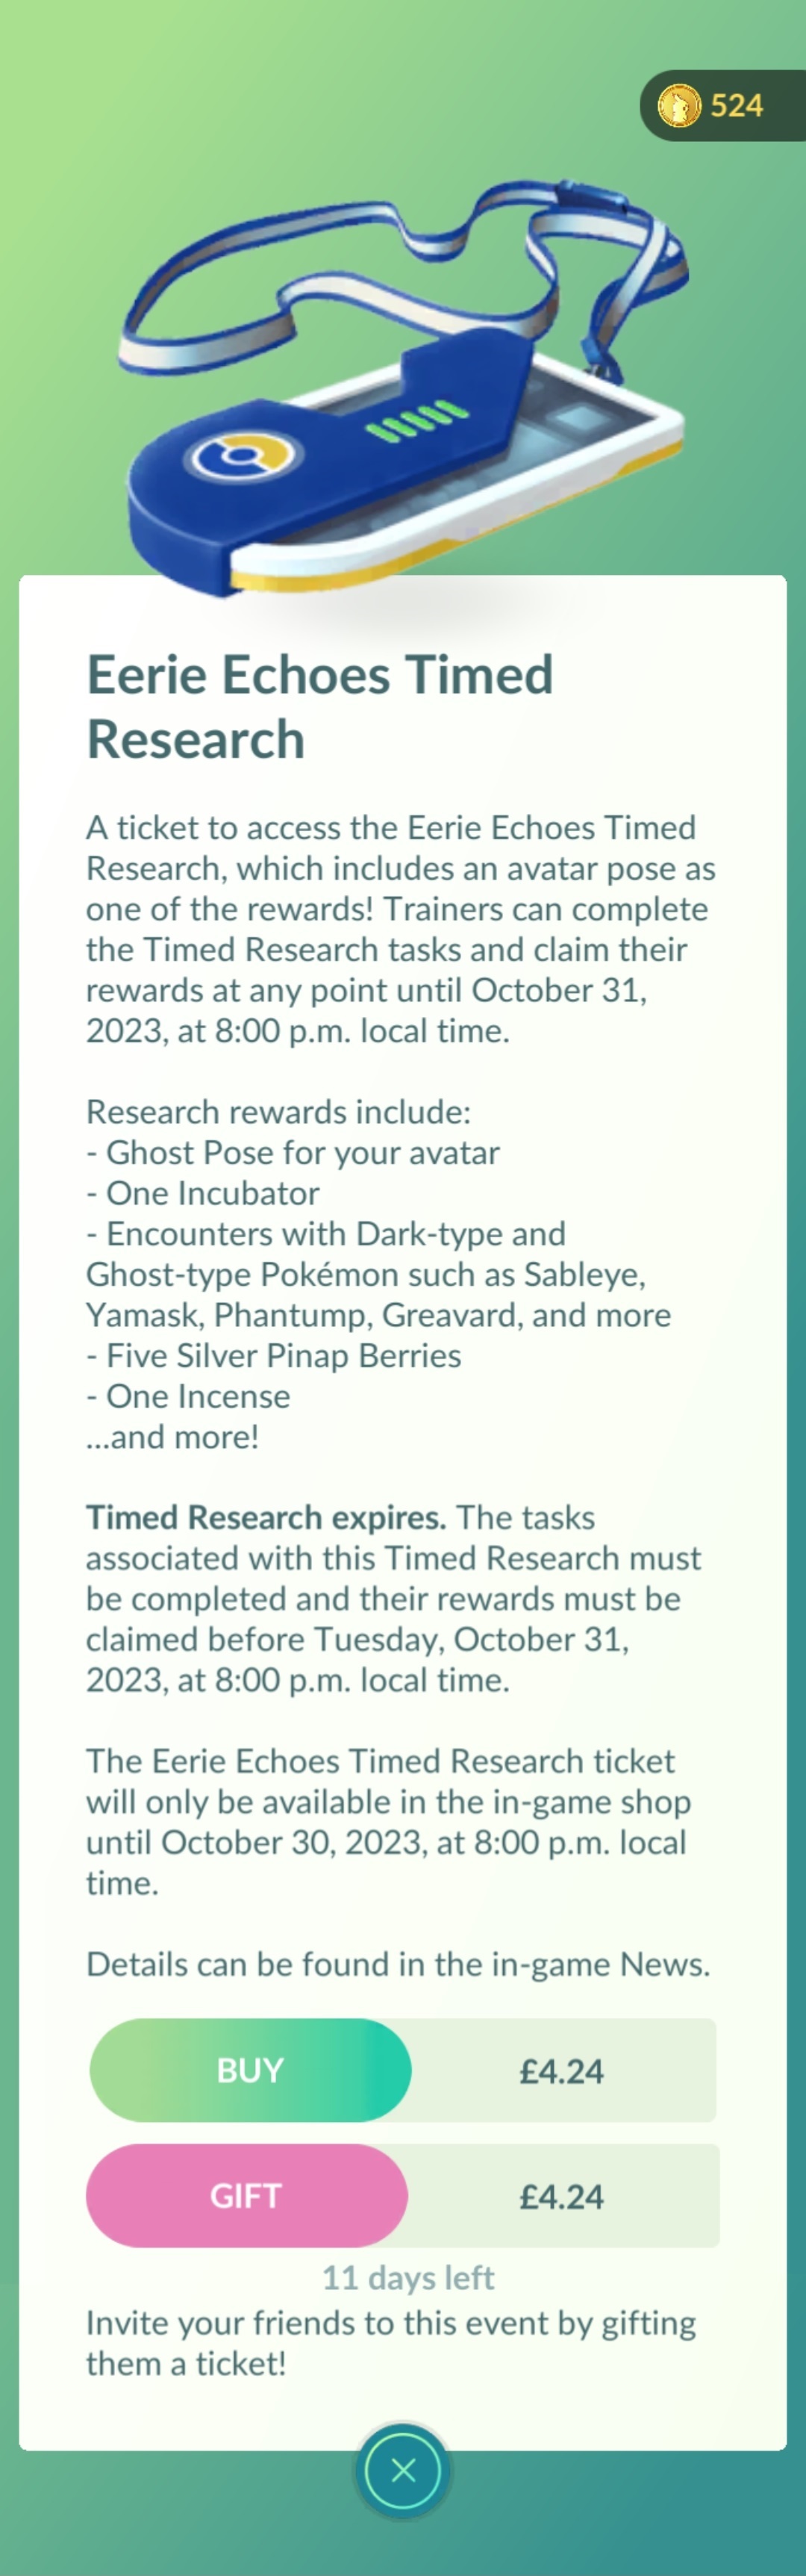 524
Eerie Echoes Timed
Research
A ticket to access the Eerie Echoes Timed
Research, which includes an avatar pose as
one of the rewards! Trainers can complete
the Timed Research tasks and claim their
rewards at any point until October 31,
2023, at 8:00 p.m. local time.
Research rewards include:
- Ghost Pose for your avatar
- One Incubator
- Encounters with Dark-type and
Ghost-type Pokémon such as Sableye,
Yamask, Phantump, Greavard, and more
- Five Silver Pinap Berries
- One Incense
...and more!
Timed Research expires. The tasks
associated with this Timed Research must
be completed and their rewards must be
claimed before Tuesday, October 31,
2023, at 8:00 p.m. local time.
The Eerie Echoes Timed Research ticket
will only be available in the in-game shop
until October 30, 2023, at 8:00 p.m. local
time.
Details can be found in the in-game News.
BUY £4.24
GIFT £4.24
11 days left
Invite your friends to this event by gifting
them a ticket!